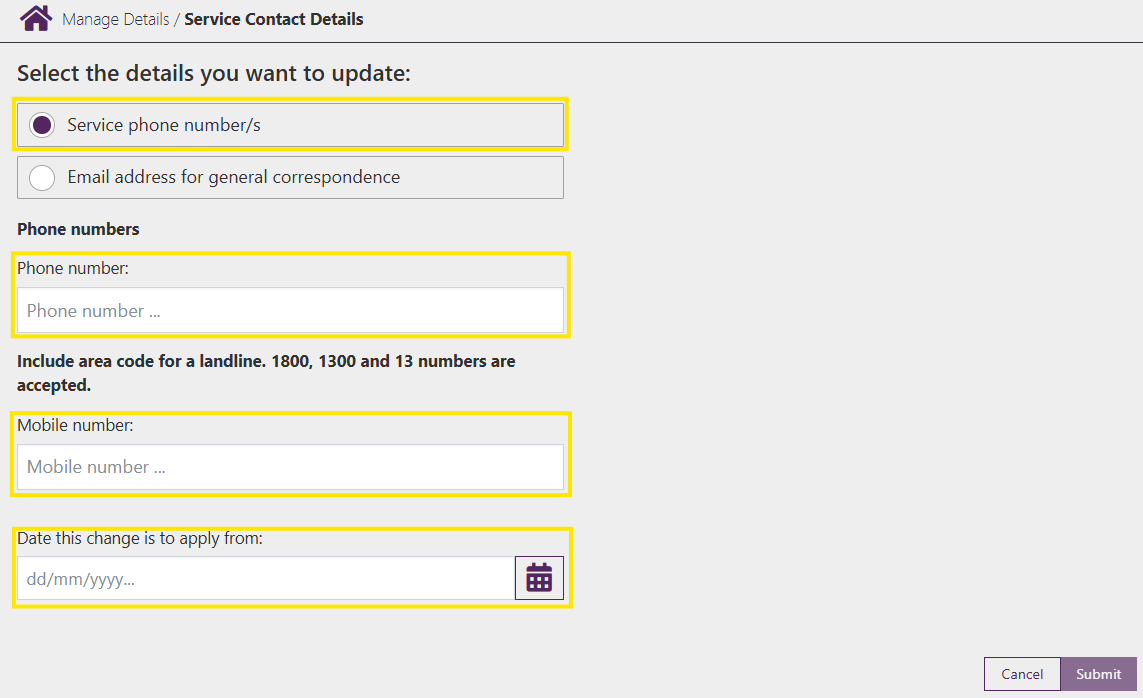 Manage Details / Service Contact Details
Select the details you want to update:
Service phone number/s
Email address for general correspondence
Phone numbers
Phone number:
Phone number ...
Include area code for a landline. 1800, 1300 and 13 numbers are
accepted.
Mobile number:
Mobile number ...
Date this change is to apply from:
dd/mm/yyyy...
Cancel Submit